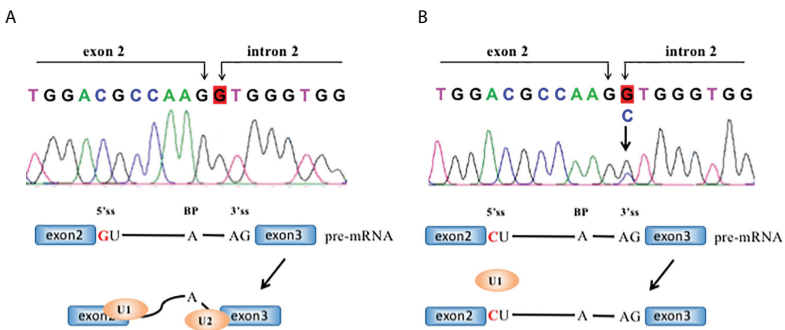 A
exon 2 intron 2
TGGACGCCAAGGTGGGTGG
5'ss BP 3'ss
exon2 GU A AG exon3 pre-mRNA
A
exon2 U1 U2 exon3
B
exon 2 intron 2
TGGACGCCAAGGTGGGTGG
C
5'ss BP 3'ss
exon2 CU A AG exon3 pre-mRNA
U1
exon2 CU A AG exon3